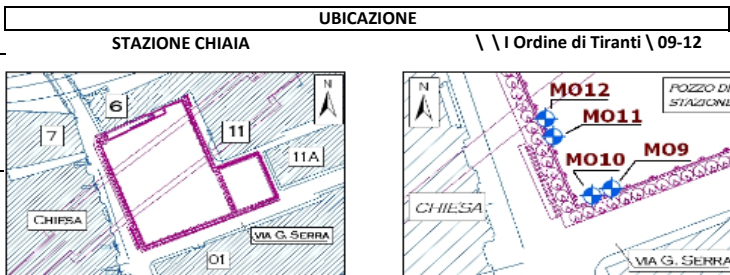 UBICAZIONE
STAZIONE CHIAIA
\ \ I Ordine di Tiranti \ 09-12
N
6
7
11
11A
CHIESA
VIA G. SERRA
01
N
MO12
POZZO DI
STAZIONE
MO11
MO10
MO9
CHIESA
VIA G. SERRA